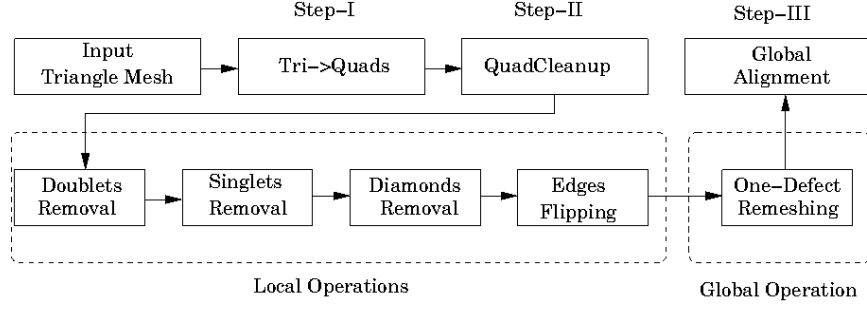 Step−I
Step−II
Step−III
Input
Triangle Mesh
Tri−>Quads
QuadCleanup
Global
Alignment
Doublets
Removal
Singlets
Removal
Diamonds
Removal
Edges
Flipping
One−Defect
Remeshing
Local Operations
Global Operation